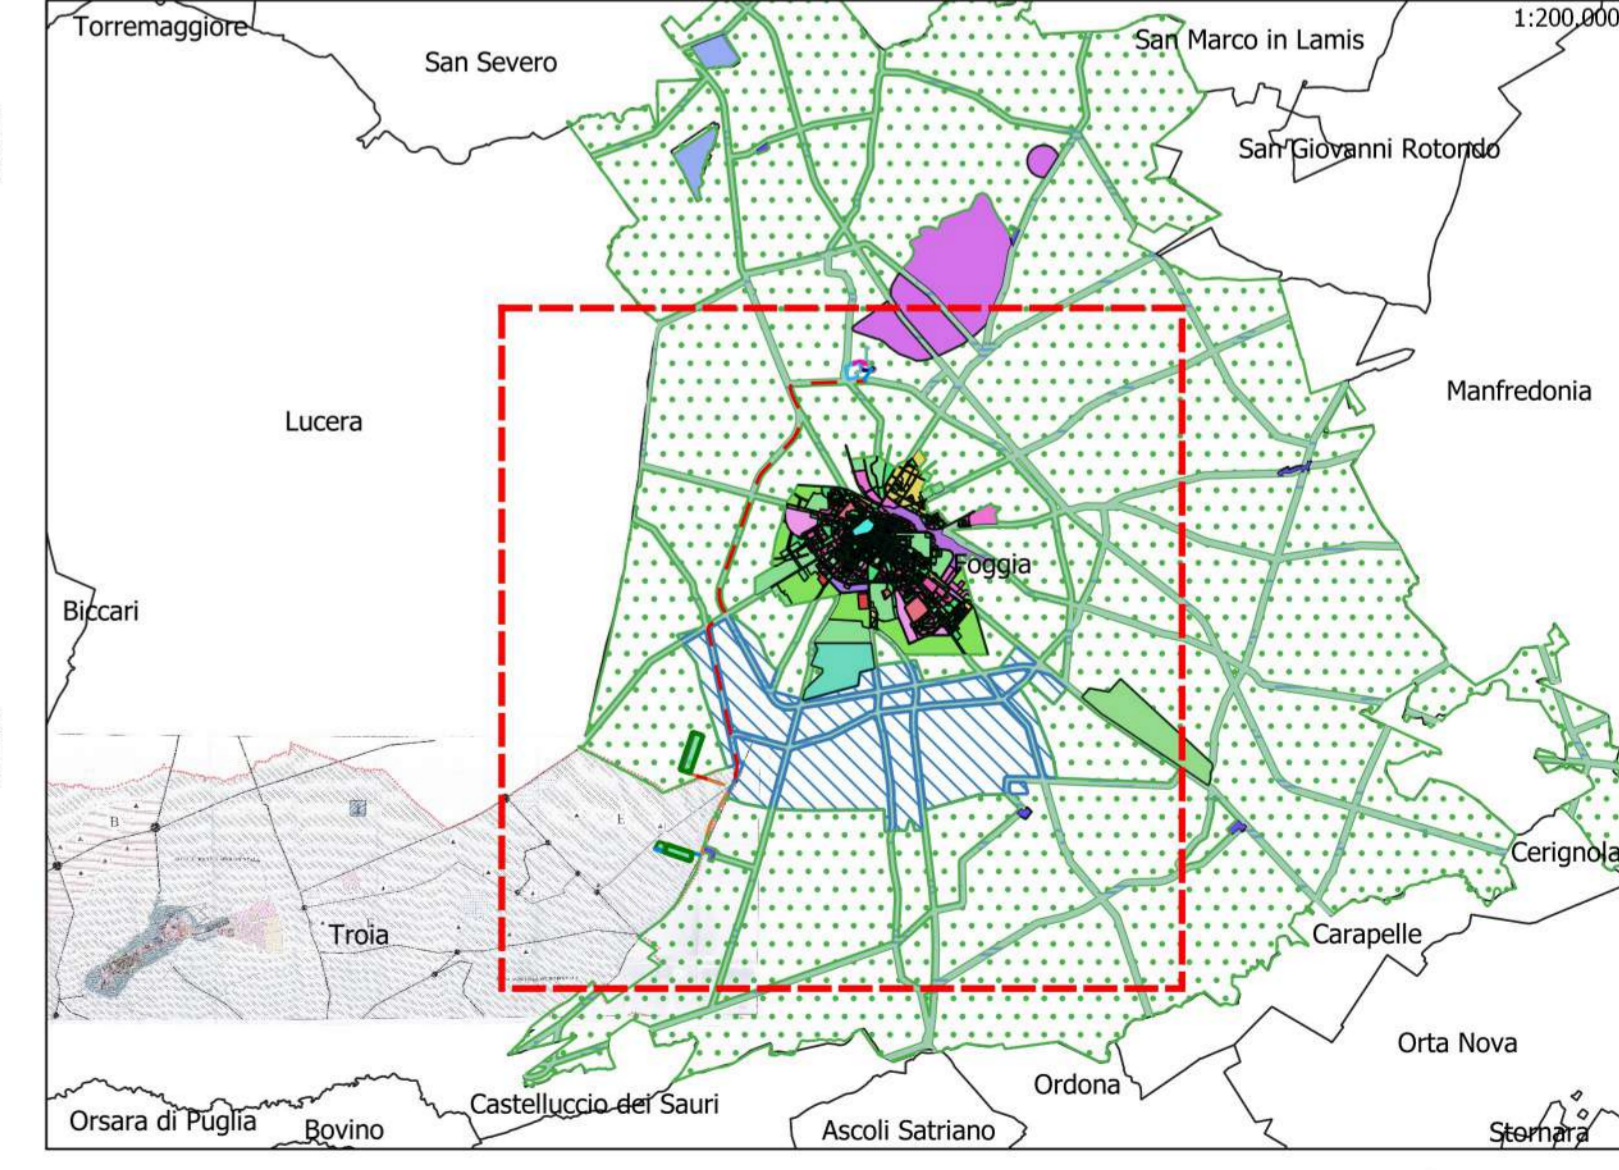 1:200.000
Torremaggiore
San Severo
San Marco in Lamis
San Giovanni Rotondo
Manfredonia
Lucera
Foggia
Biccari
B
E
Troia
Cerignola
Carapelle
Orta Nova
Ordona
Castelluccio dei Sauri
Orsara di Puglia
Bovino
Ascoli Satriano
Stornara